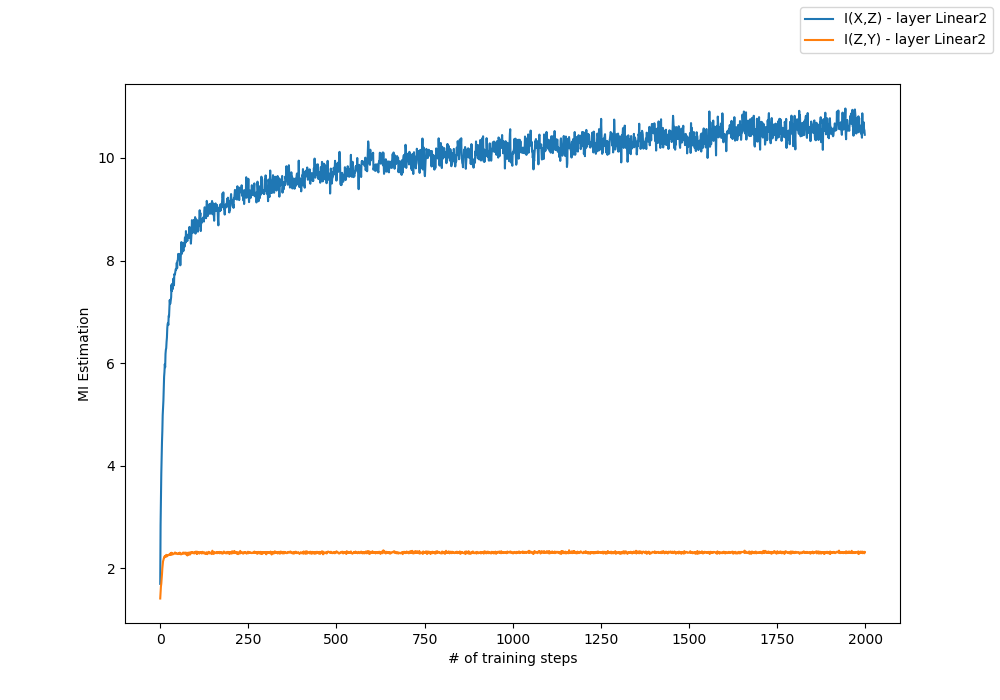 I(X,Z) - layer Linear2
I(Z,Y) - layer Linear2
10
8
6
4
2
MI Estimation
0 250 500 750 1000 1250 1500 1750 2000
# of training steps